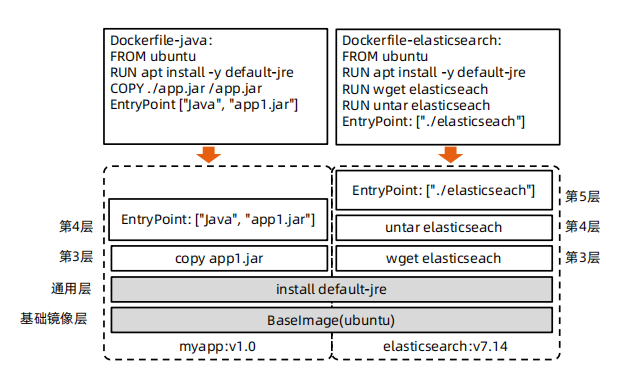 Dockerfile-java:
FROM ubuntu
RUN apt install -y default-jre
COPY ./app.jar /app.jar
EntryPoint ["Java", "app1.jar"]
Dockerfile-elasticsearch:
FROM ubuntu
RUN apt install -y default-jre
RUN wget elasticseach
RUN untar elasticseach
EntryPoint: ["./elasticseach"]
EntryPoint: ["./elasticseach"]
第5层
第4层
EntryPoint: ["Java", "app1.jar"]
untar elasticseach
第4层
第3层
copy app1.jar
wget elasticseach
第3层
通用层
install default-jre
基础镜像层
BaseImage(ubuntu)
myapp:v1.0
elasticsearch:v7.14